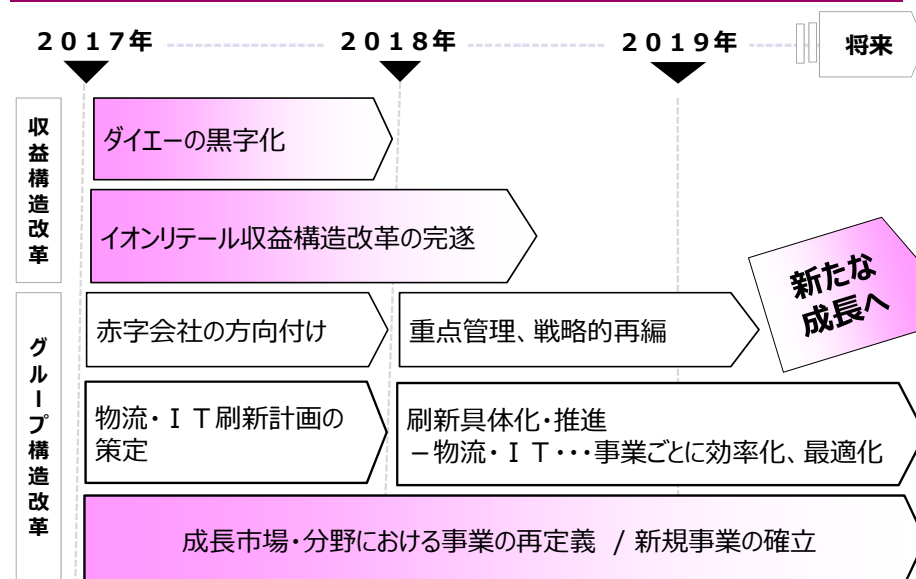 2017年 2018年 2019年 将来
収益構造改革
ダイエーの黒字化
イオンリテール収益構造改革の完遂
新たな
成長へ
グループ構造改革
赤字会社の方向付け
重点管理、戦略的再編
物流・IT刷新計画の
策定
刷新具体化・推進
－物流・IT・・・事業ごとに効率化、最適化
成長市場・分野における事業の再定義 / 新規事業の確立